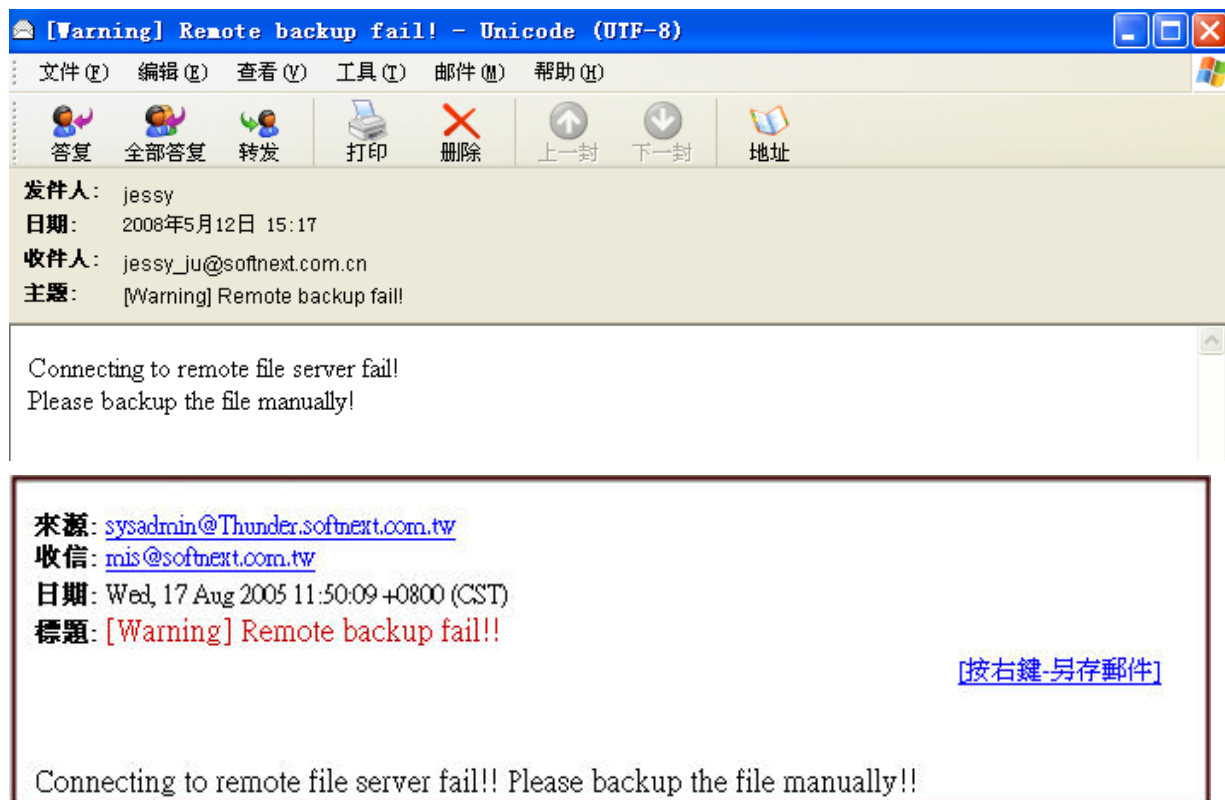 [Warning] Remote backup fail! - Unicode (UTF-8)
文件(F) 编辑(E) 查看(V) 工具(T) 邮件(M) 帮助(H)
答复 全部答复 转发 打印 删除 上一封 下一封 地址
发件人: jessy
日期: 2008年5月12日 15:17
收件人: jessy_ju@softnext.com.cn
主题: [Warning] Remote backup fail!
Connecting to remote file server fail!
Please backup the file manually!
來源: sysadmin@Thunder.softnext.com.tw
收信: mis@softnext.com.tw
日期: Wed, 17 Aug 2005 11:50:09 +0800 (CST)
標題: [Warning] Remote backup fail!!
[按右鍵-另存郵件]
Connecting to remote file server fail!! Please backup the file manually!!